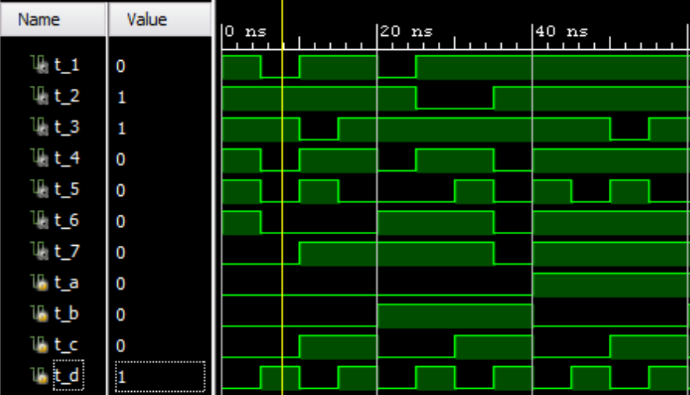 Name Value
0 ns 20 ns 40 ns
t_1 0
t_2 1
t_3 1
t_4 0
t_5 0
t_6 0
t_7 0
t_a 0
t_b 0
t_c 0
t_d 1